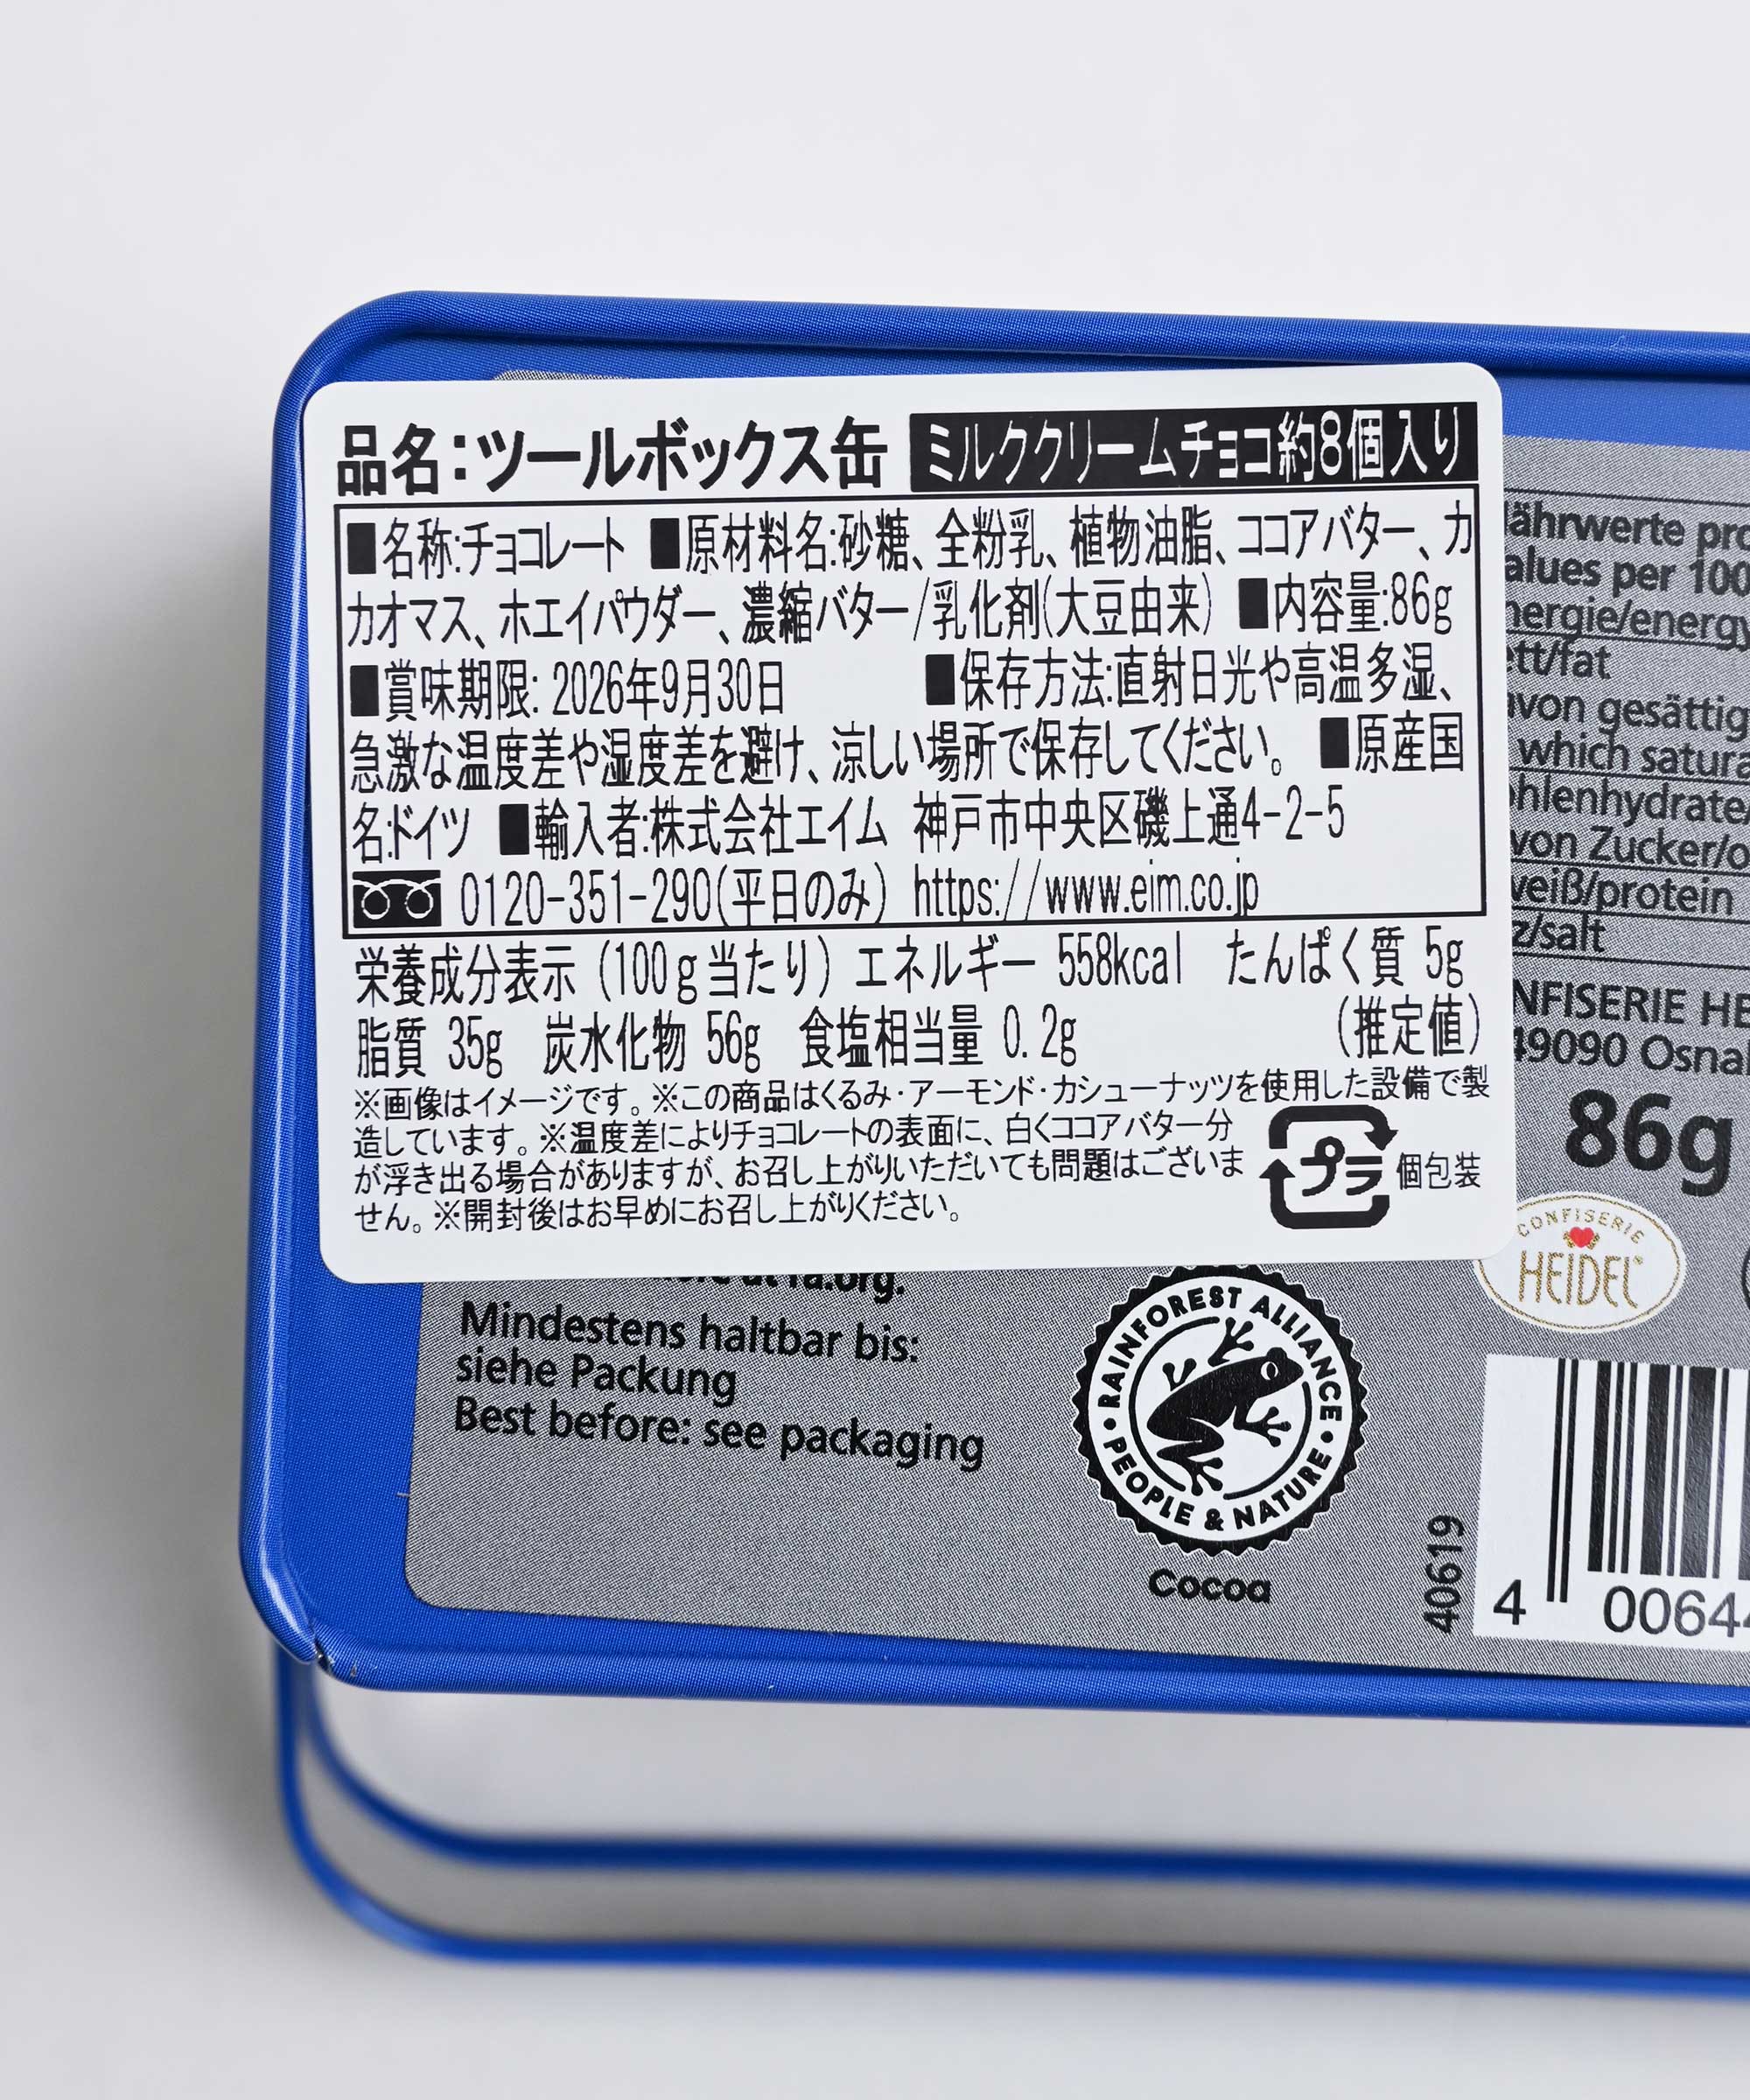 品名:ツールボックス缶 ミルククリームチョコ約8個入り
■名称:チョコレート ■原材料名:砂糖、全粉乳、植物油脂、ココアバター、カ
カオマス、ホエイパウダー、濃縮バター/乳化剤(大豆由来) ■内容量:86g
■賞味期限: 2026年9月30日 ■保存方法:直射日光や高温多湿、
急激な温度差や湿度差を避け、涼しい場所で保存してください。 ■原産国
名:ドイツ ■輸入者:株式会社エイム 神戸市中央区磯上通4-2-5
0120-351-290(平日のみ) https://www.eim.co.jp
栄養成分表示(100g当たり)エネルギー 558kcal たんぱく質 5g
脂質 35g 炭水化物 56g 食塩相当量 0.2g (推定値)
※画像はイメージです。※この商品はくるみ・アーモンド・カシューナッツを使用した設備で製
造しています。※温度差によりチョコレートの表面に、白くココアバター分
が浮き出る場合がありますが、お召し上がりいただいても問題はございま
せん。※開封後はお早めにお召し上がりください。
プラ 個包装
ährwerte pro
alues per 100
nergie/energy
ett/fat
von gesättig
which satura
ohlenhydrate/
von Zucker/o
weiß/protein
z/salt
NFISERIE HE
49090 Osna
86g
CONFISERIE
HEIDEL
at ra.org.
Mindestens haltbar bis:
siehe Packung
Best before: see packaging
RAINFOREST ALLIANCE
PEOPLE & NATURE
Cocoa
40619
4 00644